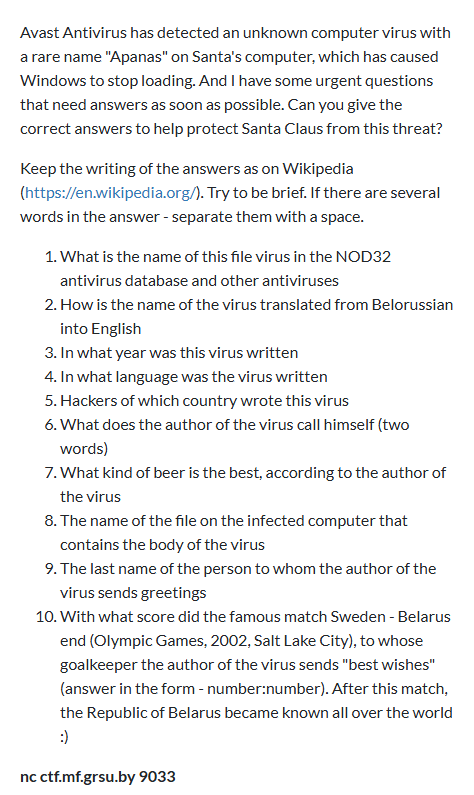 Avast Antivirus has detected an unknown computer virus with
a rare name "Apanas" on Santa's computer, which has caused
Windows to stop loading. And I have some urgent questions
that need answers as soon as possible. Can you give the
correct answers to help protect Santa Claus from this threat?
Keep the writing of the answers as on Wikipedia
(https://en.wikipedia.org/). Try to be brief. If there are several
words in the answer - separate them with a space.
1. What is the name of this file virus in the NOD32
antivirus database and other antiviruses
2. How is the name of the virus translated from Belorussian
into English
3. In what year was this virus written
4. In what language was the virus written
5. Hackers of which country wrote this virus
6. What does the author of the virus call himself (two
words)
7. What kind of beer is the best, according to the author of
the virus
8. The name of the file on the infected computer that
contains the body of the virus
9. The last name of the person to whom the author of the
virus sends greetings
10. With what score did the famous match Sweden - Belarus
end (Olympic Games, 2002, Salt Lake City), to whose
goalkeeper the author of the virus sends "best wishes"
(answer in the form - number:number). After this match,
the Republic of Belarus became known all over the world
:)
nc ctf.mf.grsu.by 9033